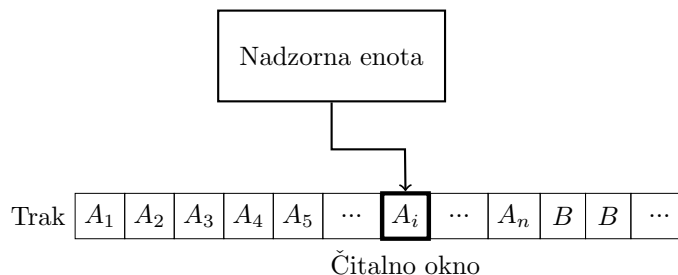 Nadzorna enota
Trak A₁ A₂ A₃ A₄ A₅ ... Aᵢ ... Aₙ B B ...
Čitalno okno